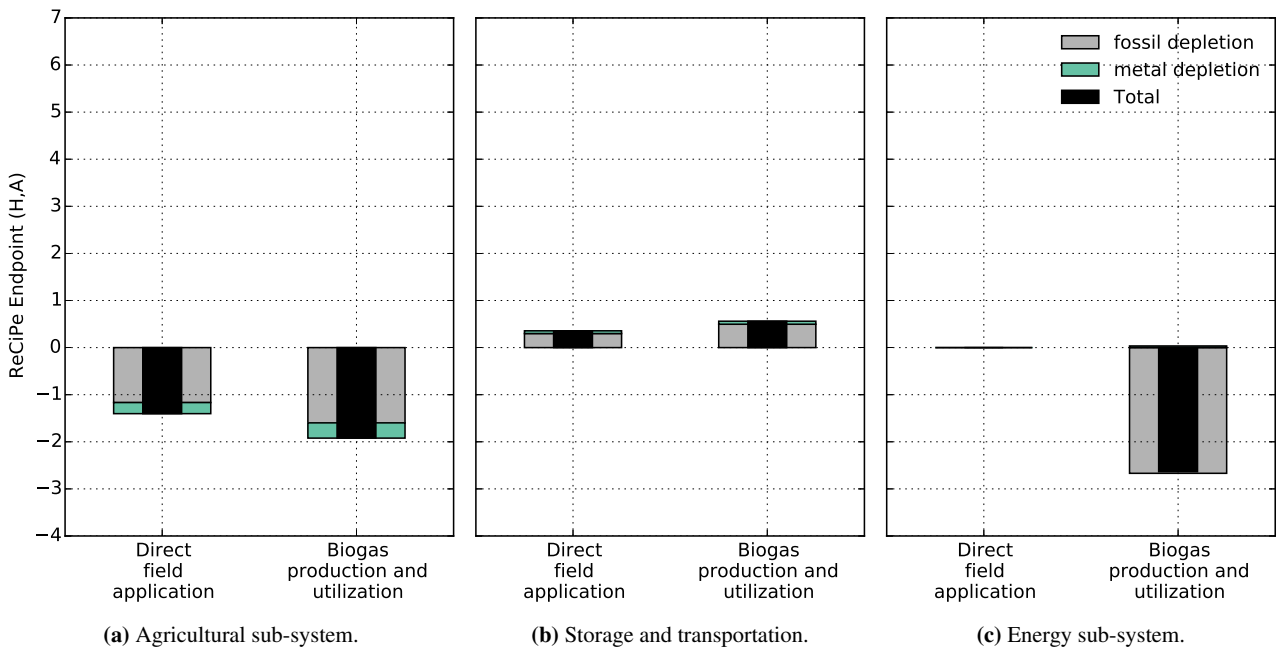 ReCiPe Endpoint (H,A)
7
6
5
4
3
2
1
0
−1
−2
−3
−4
fossil depletion
metal depletion
Total
Direct
field
application
Biogas
production and
utilization
(a) Agricultural sub-system.
Direct
field
application
Biogas
production and
utilization
(b) Storage and transportation.
Direct
field
application
Biogas
production and
utilization
(c) Energy sub-system.